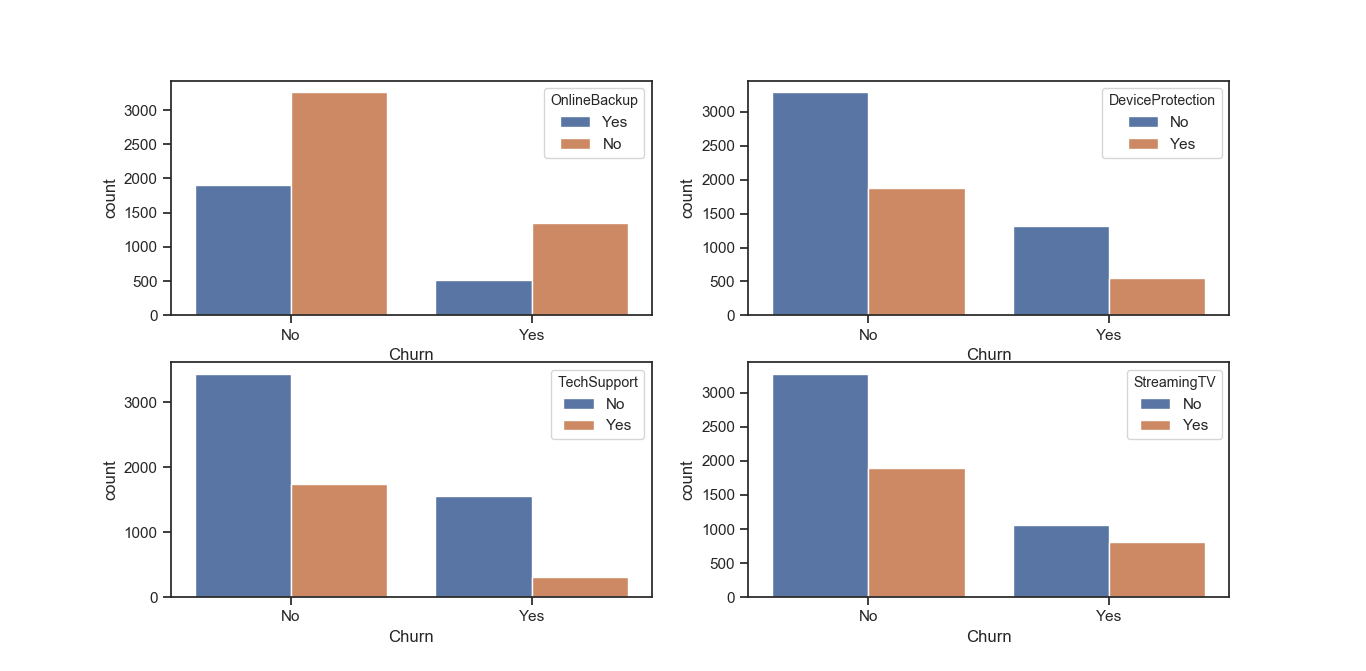 OnlineBackup
Yes
No
3000
2500
2000
1500
1000
500
0
count
No Yes
Churn
DeviceProtection
No
Yes
3000
2500
2000
1500
1000
500
0
count
No Yes
Churn
TechSupport
No
Yes
3000
2000
1000
0
count
No Yes
Churn
StreamingTV
No
Yes
3000
2500
2000
1500
1000
500
0
count
No Yes
Churn